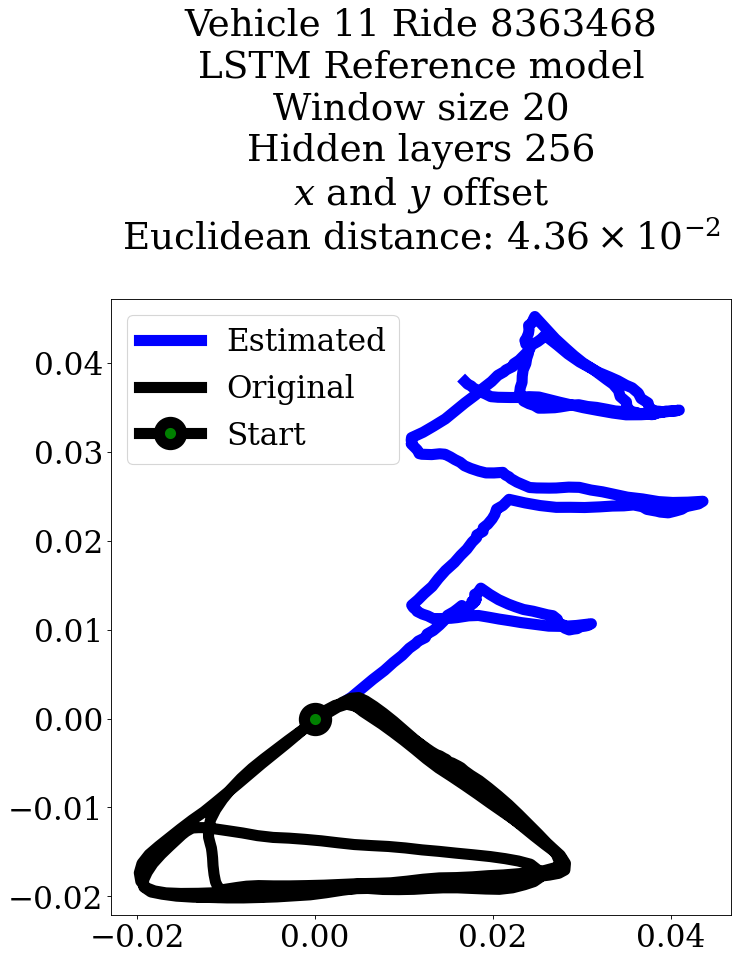 Vehicle 11 Ride 8363468
LSTM Reference model
Window size 20
Hidden layers 256
x and y offset
Euclidean distance: 4.36 × 10⁻²
Estimated
Original
Start
0.04
0.03
0.02
0.01
0.00
−0.01
−0.02
−0.02 0.00 0.02 0.04